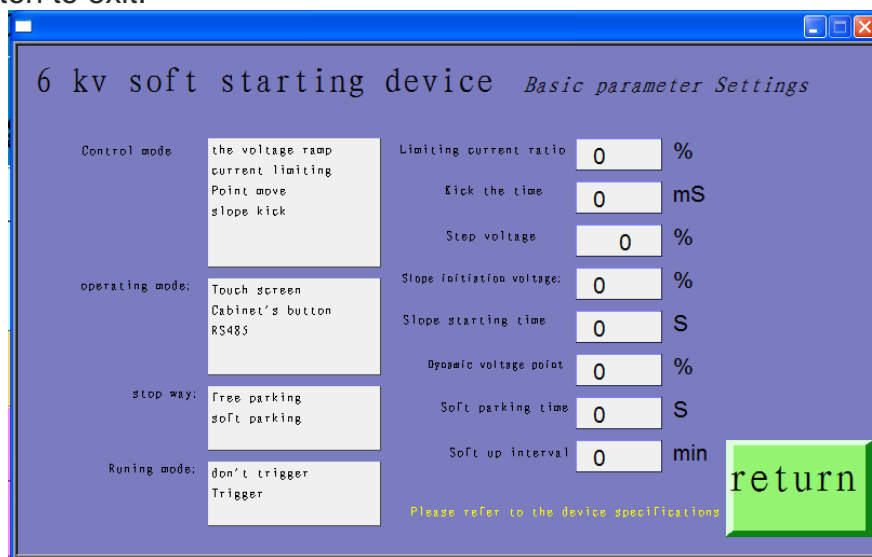 to exit.
6 kv soft starting device Basic parameter Settings
Control mode
the voltage ramp
current limiting
Point move
slope kick
operating mode:
Touch screen
Cabinet's button
RS485
stop way:
Free parking
soft parking
Runing mode:
don't trigger
Trigger
Limiting current ratio 0 %
Kick the time 0 mS
Step voltage 0 %
Slope initiation voltage: 0 %
Slope starting time 0 S
Dynamic voltage point 0 %
Soft parking time 0 S
Soft up interval 0 min
return
Please refer to the device specifications